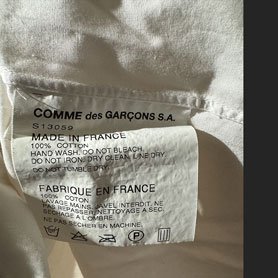 COMME des GARÇONS S.A.
S13059
MADE IN FRANCE
100% COTTON
HAND WASH. DO NOT BLEACH.
DO NOT IRON. DRY CLEAN. LINE DRY.
DO NOT TUMBLE DRY.
FABRIQUE EN FRANCE
100% COTON
LAVAGE MAINS. JAVEL INTERDIT. NE
PAS REPASSER. NETTOYAGE A SEC.
SECHAGE A L'OMBRE.
NE PAS SECHER EN MACHINE.
P